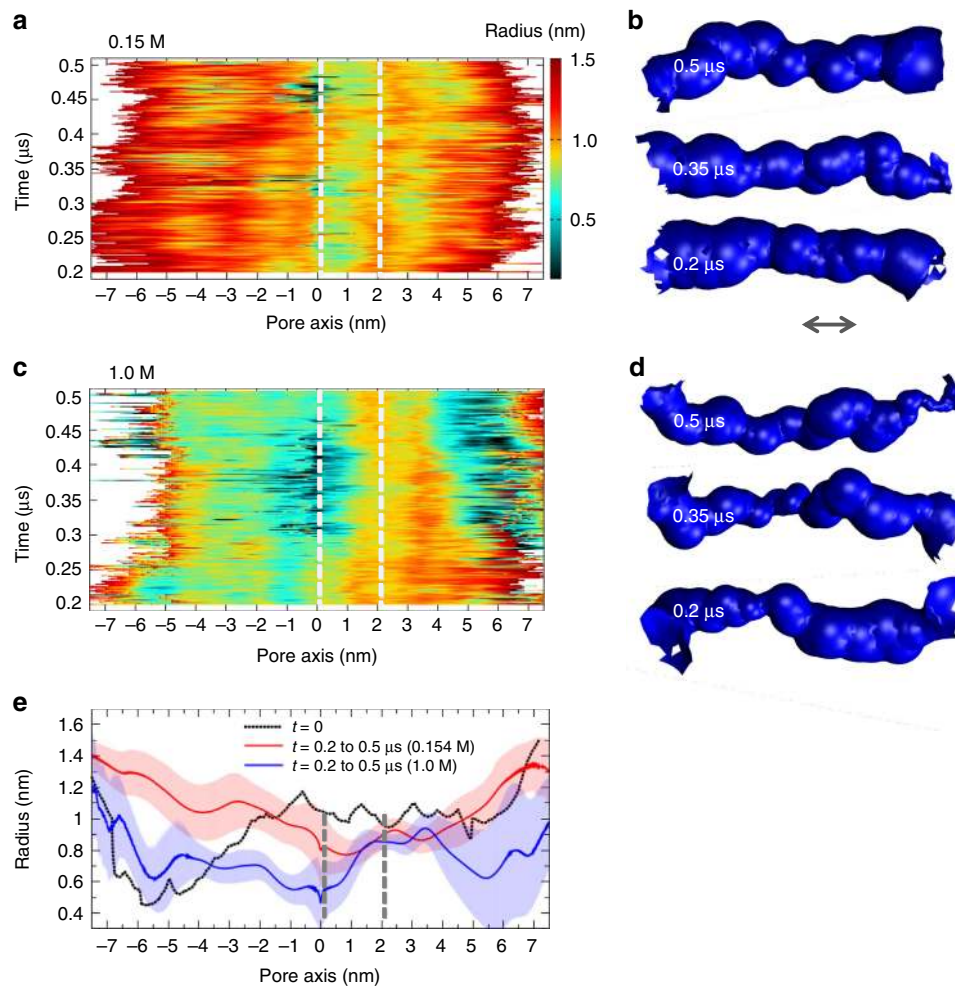 a
0.15 M
Radius (nm)
0.5
0.45
0.4
0.35
0.3
0.25
0.2
Time (μs)
1.5
1.0
0.5
−7 −6 −5 −4 −3 −2 −1 0 1 2 3 4 5 6 7
Pore axis (nm)
b
0.5 μs
0.35 μs
0.2 μs
c
1.0 M
0.5
0.45
0.4
0.35
0.3
0.25
0.2
Time (μs)
−7 −6 −5 −4 −3 −2 −1 0 1 2 3 4 5 6 7
Pore axis (nm)
d
0.5 μs
0.35 μs
0.2 μs
e
1.6
1.4
1.2
1
0.8
0.6
0.4
Radius (nm)
t = 0
t = 0.2 to 0.5 μs (0.154 M)
t = 0.2 to 0.5 μs (1.0 M)
−7 −6 −5 −4 −3 −2 −1 0 1 2 3 4 5 6 7
Pore axis (nm)